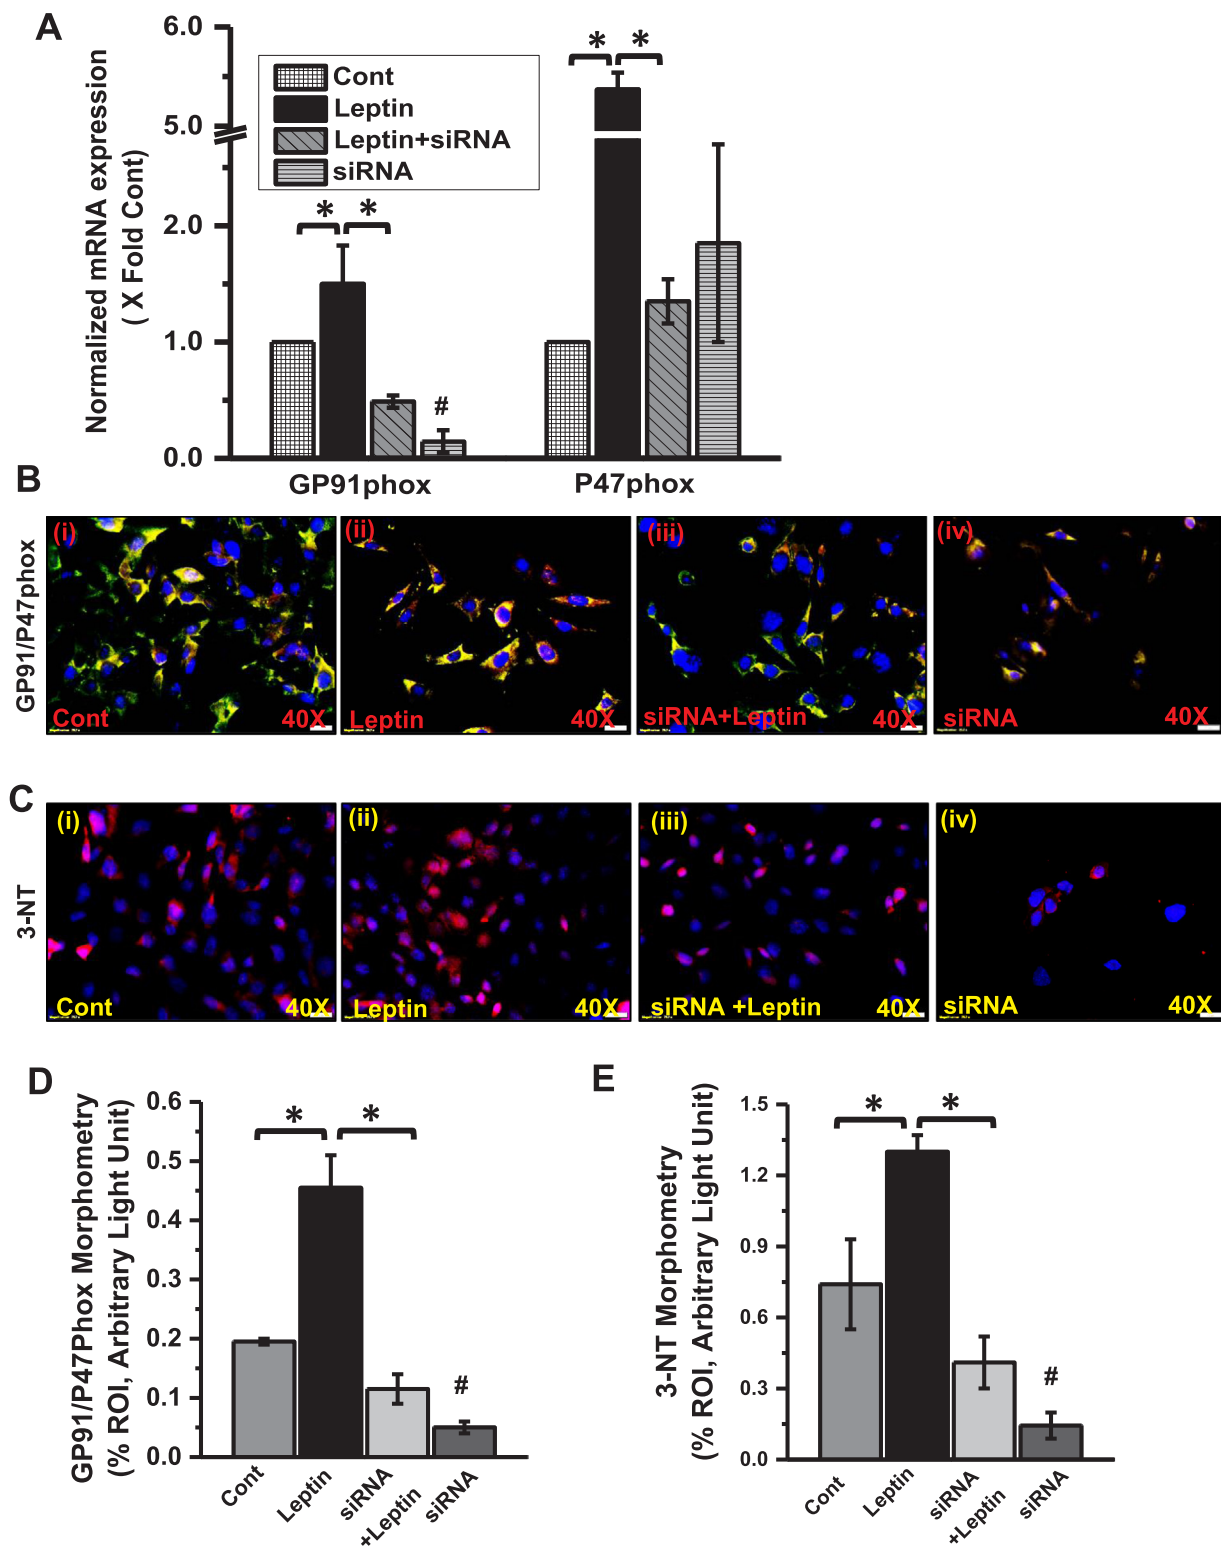 A
Normalized mRNA expression
( X Fold Cont)
6.0
5.0
2.0
1.0
0.0
Cont
Leptin
Leptin+siRNA
siRNA
* *
* *
#
GP91phox P47phox
B
GP91/P47phox
(i) (ii) (iii) (iv)
Cont 40X Leptin 40X siRNA+Leptin 40X siRNA 40X
C
3-NT
(i) (ii) (iii) (iv)
Cont 40X Leptin 40X siRNA +Leptin 40X siRNA 40X
D
GP91/P47Phox Morphometry
(% ROI, Arbitrary Light Unit)
0.6
0.5
0.4
0.3
0.2
0.1
0.0
* *
#
Cont
Leptin
siRNA
+Leptin
siRNA
E
3-NT Morphometry
(% ROI, Arbitrary Light Unit)
1.5
1.2
0.9
0.6
0.3
0.0
* *
#
Cont
Leptin
siRNA
+Leptin
siRNA